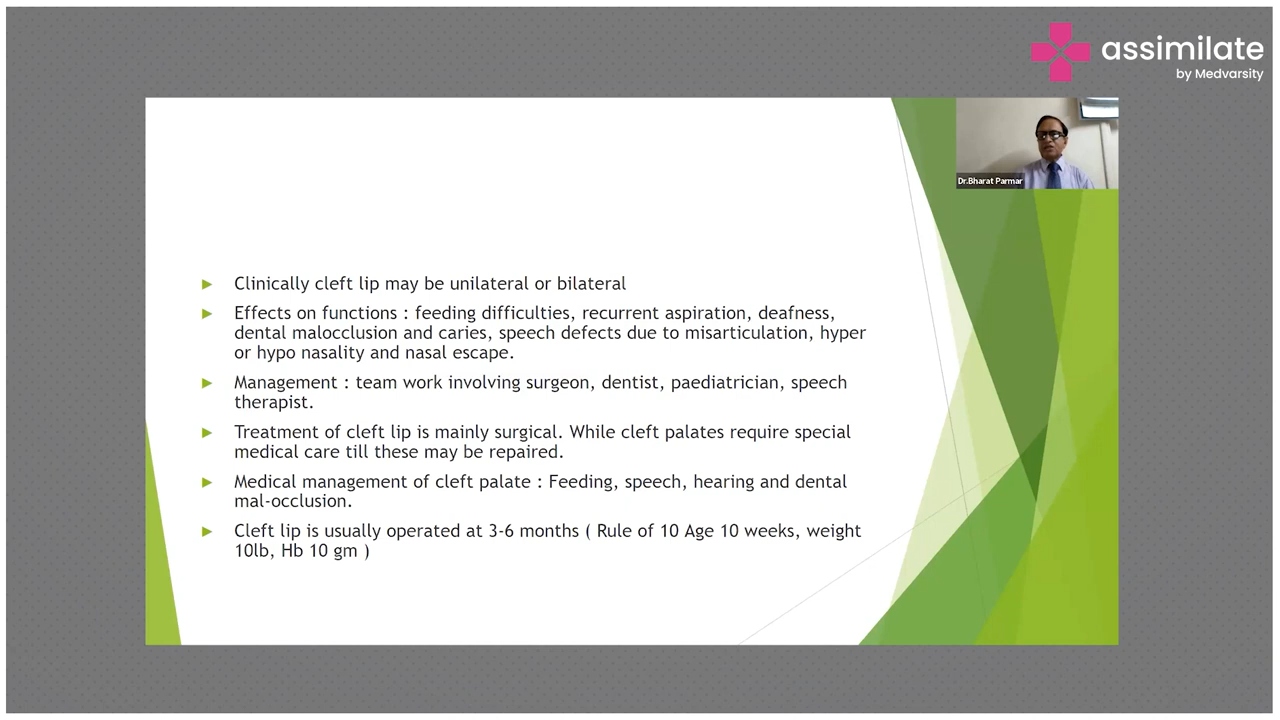 assimilate
by Medvarsity
Dr.Bharat Parmar
Clinically cleft lip may be unilateral or bilateral
Effects on functions : feeding difficulties, recurrent aspiration, deafness,
dental malocclusion and caries, speech defects due to misarticulation, hyper
or hypo nasality and nasal escape.
Management : team work involving surgeon, dentist, paediatrician, speech
therapist.
Treatment of cleft lip is mainly surgical. While cleft palates require special
medical care till these may be repaired.
Medical management of cleft palate : Feeding, speech, hearing and dental
mal-occlusion.
Cleft lip is usually operated at 3-6 months ( Rule of 10 Age 10 weeks, weight
10lb, Hb 10 gm )